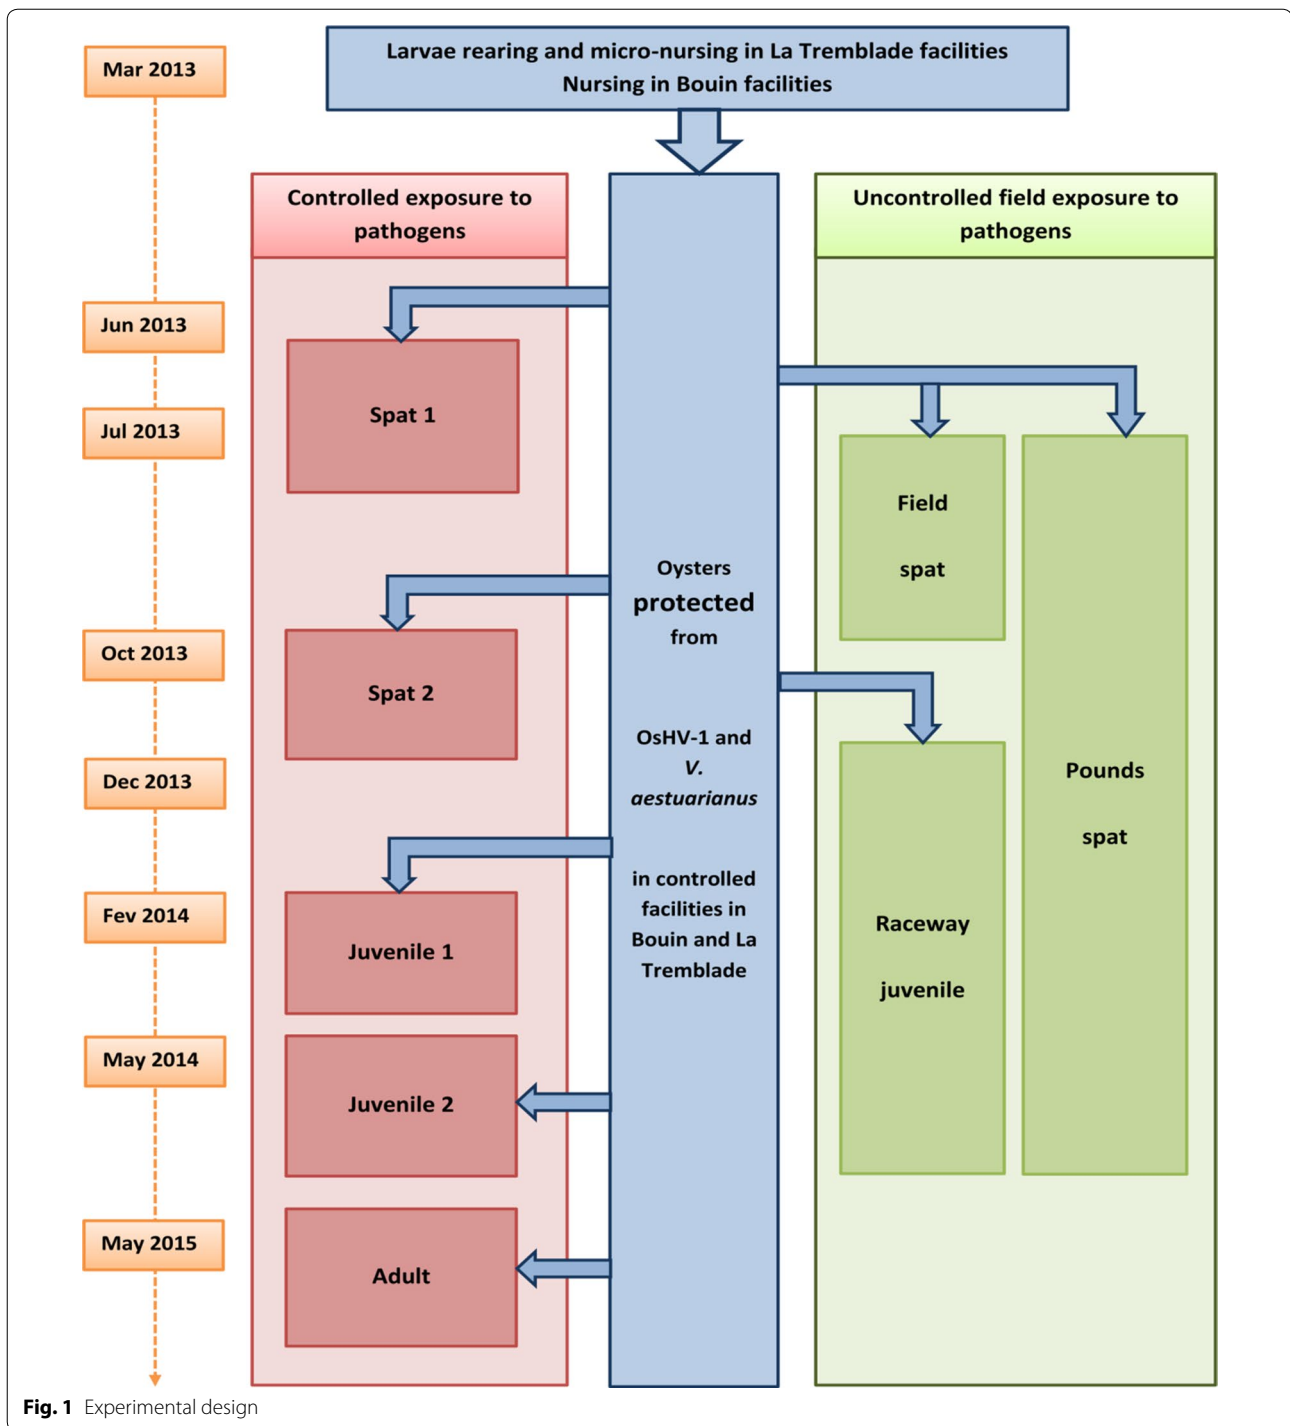 Larvae rearing and micro-nursing in La Tremblade facilities
Nursing in Bouin facilities
Mar 2013
Jun 2013
Jul 2013
Oct 2013
Dec 2013
Fev 2014
May 2014
May 2015
Controlled exposure to
pathogens
Spat 1
Spat 2
Juvenile 1
Juvenile 2
Adult
Oysters
protected
from
OsHV-1 and
V.
aestuarianus
in controlled
facilities in
Bouin and La
Tremblade
Uncontrolled field exposure to
pathogens
Field
spat
Raceway
juvenile
Pounds
spat
Fig. 1 Experimental design